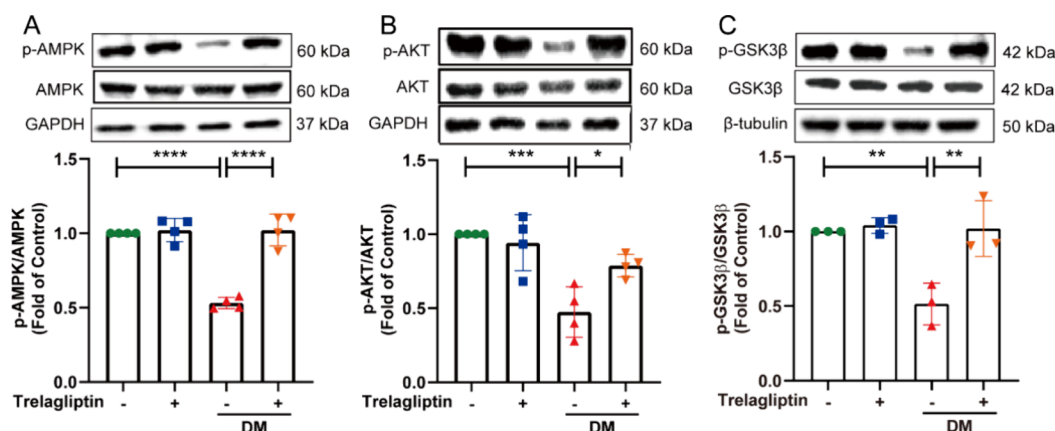 A
p-AMPK
60 kDa
AMPK
60 kDa
GAPDH
37 kDa
**** ****
1.5
1.0
0.5
0.0
p-AMPK/AMPK
(Fold of Control)
Trelagliptin - + - +
DM
B
p-AKT
60 kDa
AKT
60 kDa
GAPDH
37 kDa
*** *
1.5
1.0
0.5
0.0
p-AKT/AKT
(Fold of Control)
Trelagliptin - + - +
DM
C
p-GSK3β
42 kDa
GSK3β
42 kDa
β-tubulin
50 kDa
** **
1.5
1.0
0.5
0.0
p-GSK3β/GSK3β
(Fold of Control)
Trelagliptin - + - +
DM